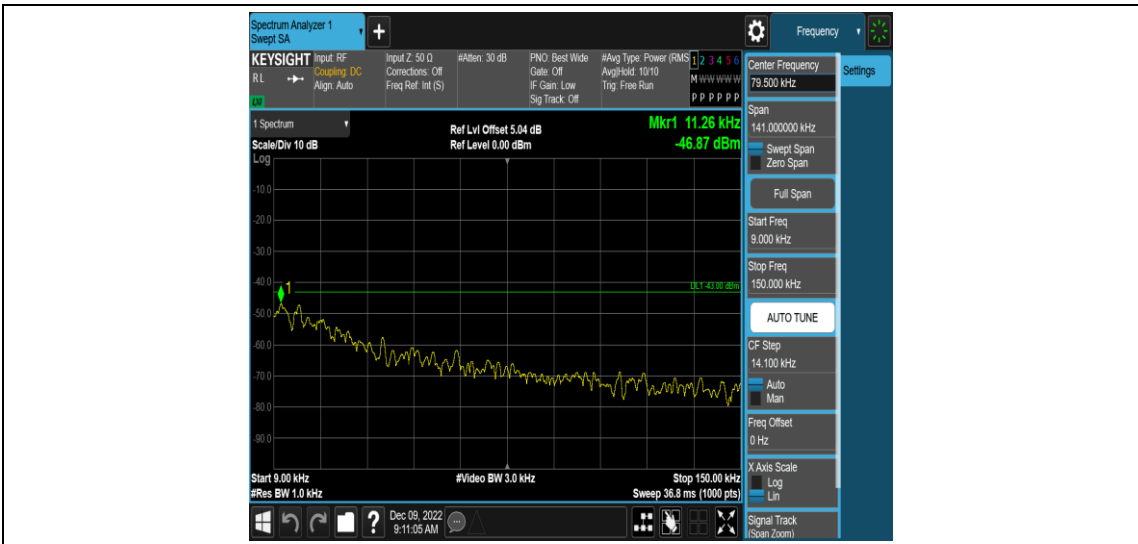 Spectrum Analyzer 1
Swept SA
+
Frequency
KEYSIGHT
RL
LXI
Input: RF
Coupling: DC
Align: Auto
Input Z: 50 Ω
Corrections: Off
Freq Ref: Int (S)
#Atten: 30 dB
PNO: Best Wide
Gate: Off
IF Gain: Low
Sig Track: Off
#Avg Type: Power (RMS
Avg|Hold: 10/10
Trig: Free Run
1 2 3 4 5 6
M W W W W W
P P P P P P
Center Frequency
79.500 kHz
Settings
Span
141.000000 kHz
Swept Span
Zero Span
Full Span
Start Freq
9.000 kHz
Stop Freq
150.000 kHz
AUTO TUNE
CF Step
14.100 kHz
Auto
Man
Freq Offset
0 Hz
X Axis Scale
Log
Lin
Signal Track
(Span Zoom)
1 Spectrum
Scale/Div 10 dB
Log
Ref Lvl Offset 5.04 dB
Ref Level 0.00 dBm
Mkr1 11.26 kHz
-46.87 dBm
-10.0
-20.0
-30.0
-40.0
-50.0
-60.0
-70.0
-80.0
-90.0
1
DL1 -43.00 dBm
Start 9.00 kHz
#Res BW 1.0 kHz
#Video BW 3.0 kHz
Stop 150.00 kHz
Sweep 36.8 ms (1000 pts)
?
Dec 09, 2022
9:11:05 AM